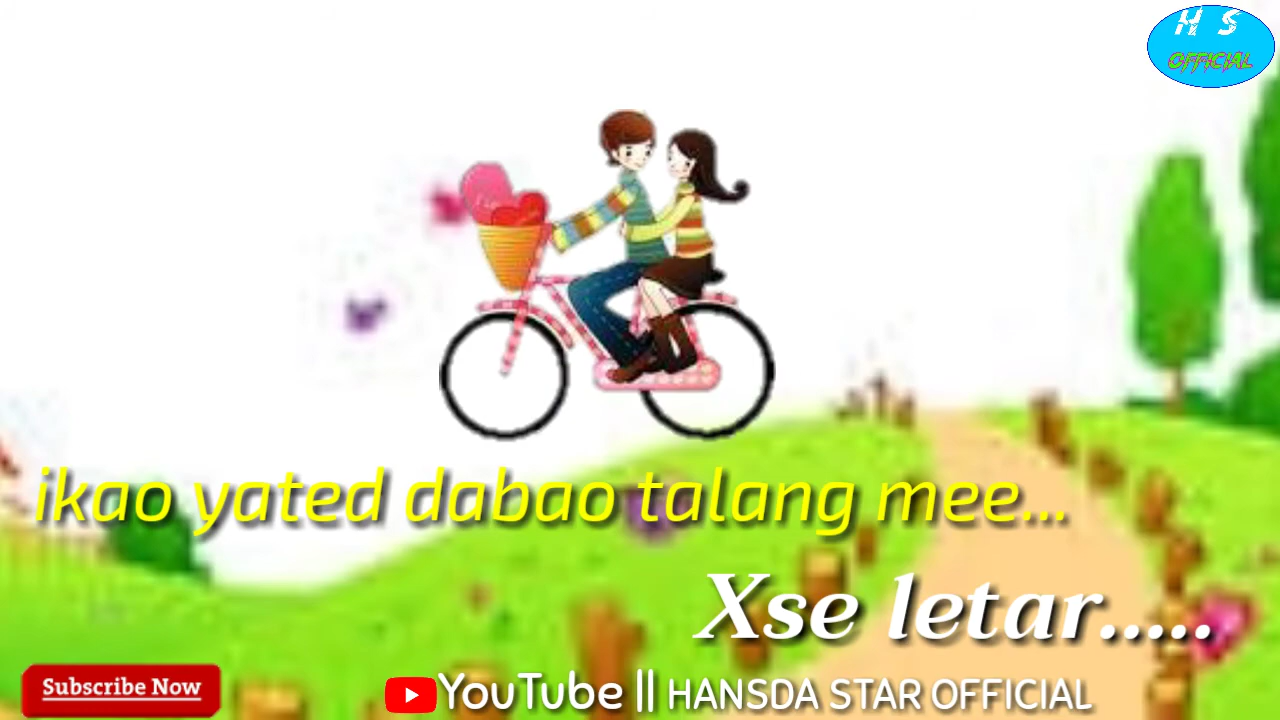 H S
OFFICIAL
ikao yated dabao talang mee...
Xse letar.....
Subscribe Now
YouTube || HANSDA STAR OFFICIAL